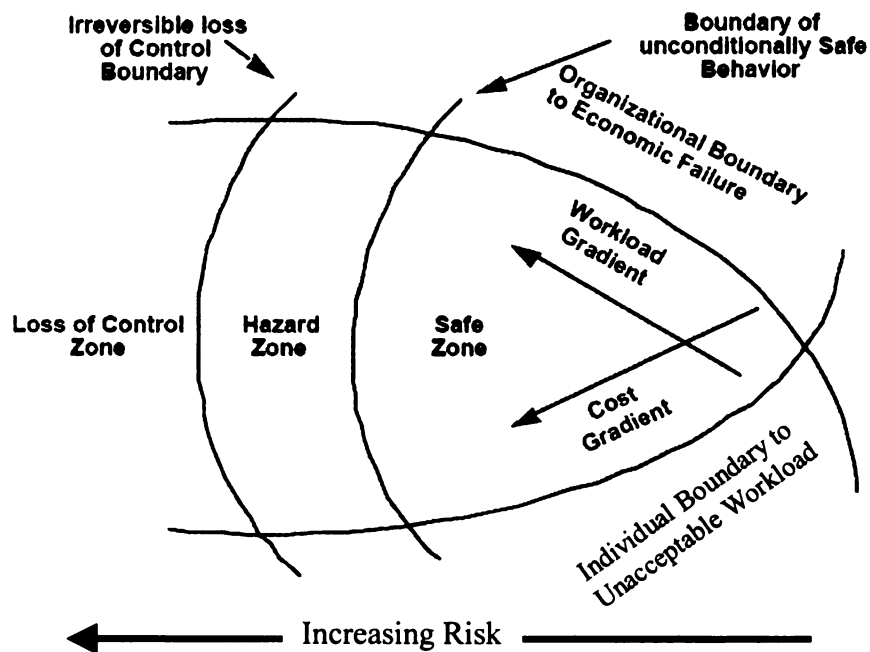 Irreversible loss
of Control
Boundary
Boundary of
unconditionally Safe
Behavior
Organizational Boundary
to Economic Failure
Workload
Gradient
Loss of Control
Zone
Hazard
Zone
Safe
Zone
Cost
Gradient
Individual Boundary to
Unacceptable Workload
Increasing Risk